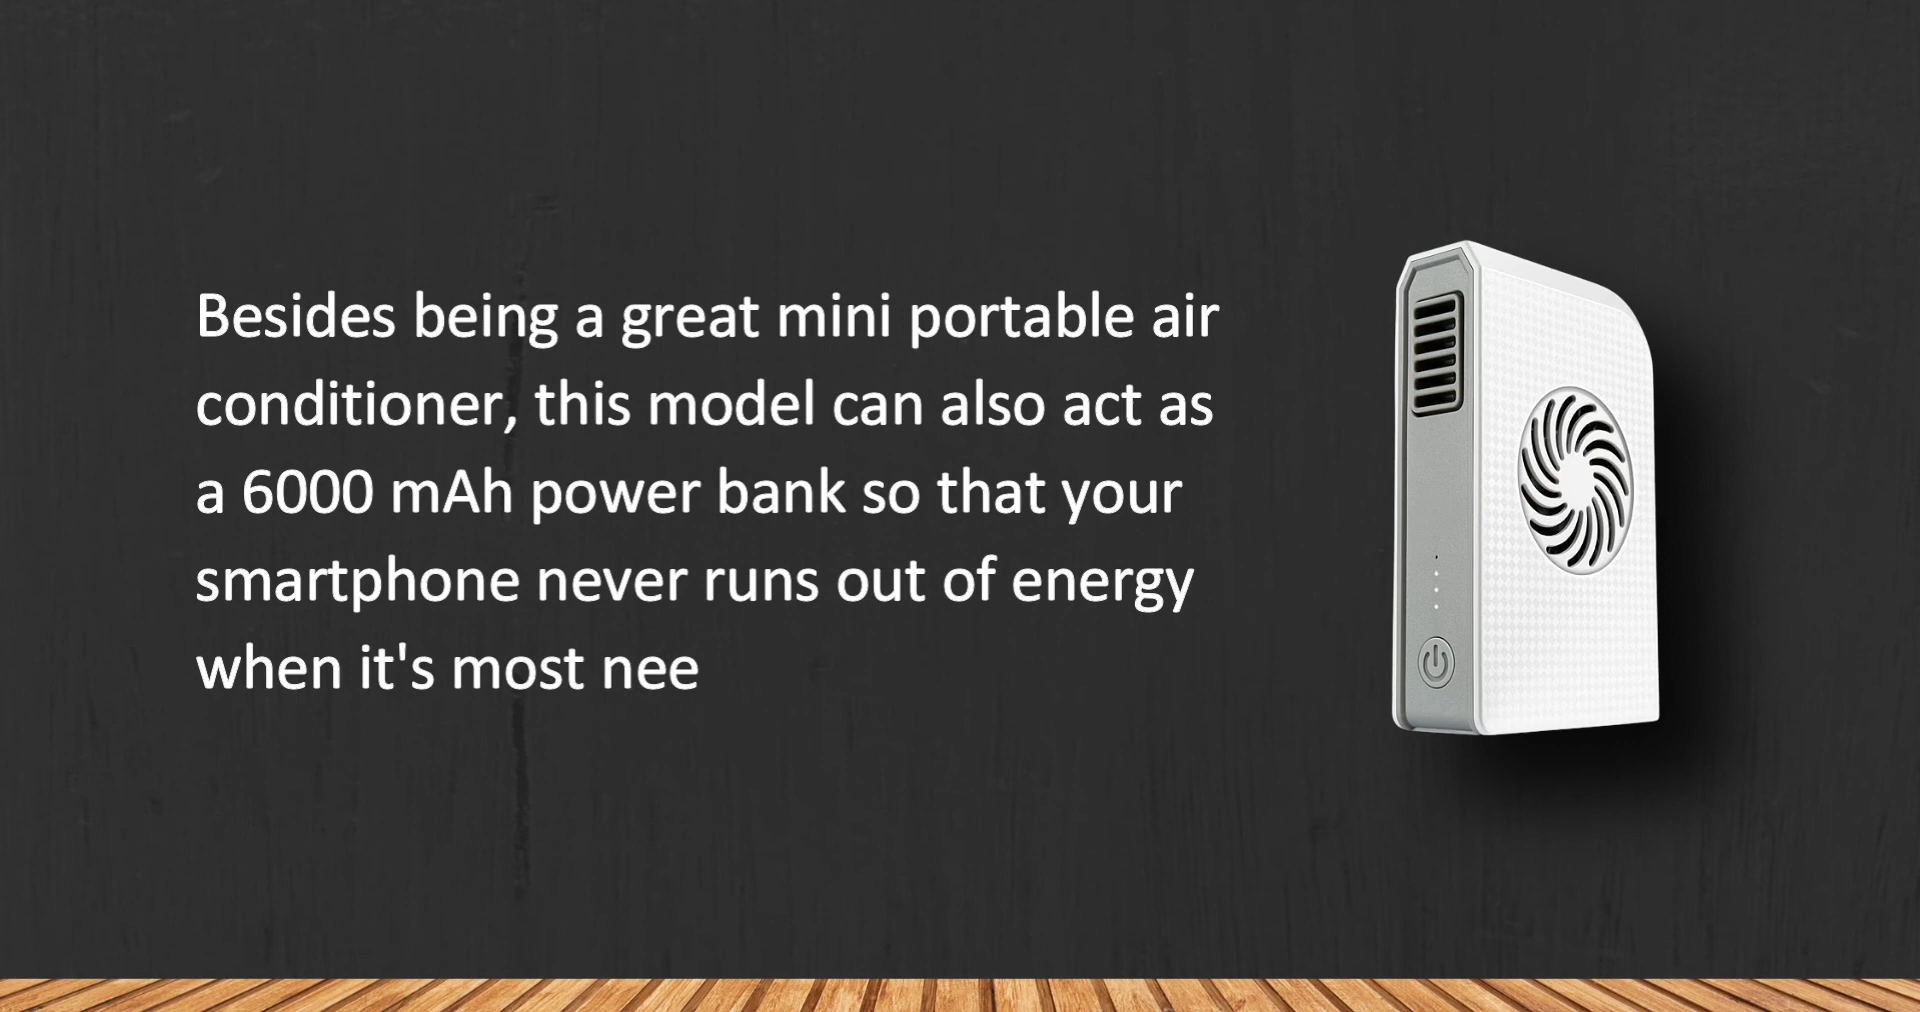 Besides being a great mini portable air
conditioner, this model can also act as
a 6000 mAh power bank so that your
smartphone never runs out of energy
when it's most nee